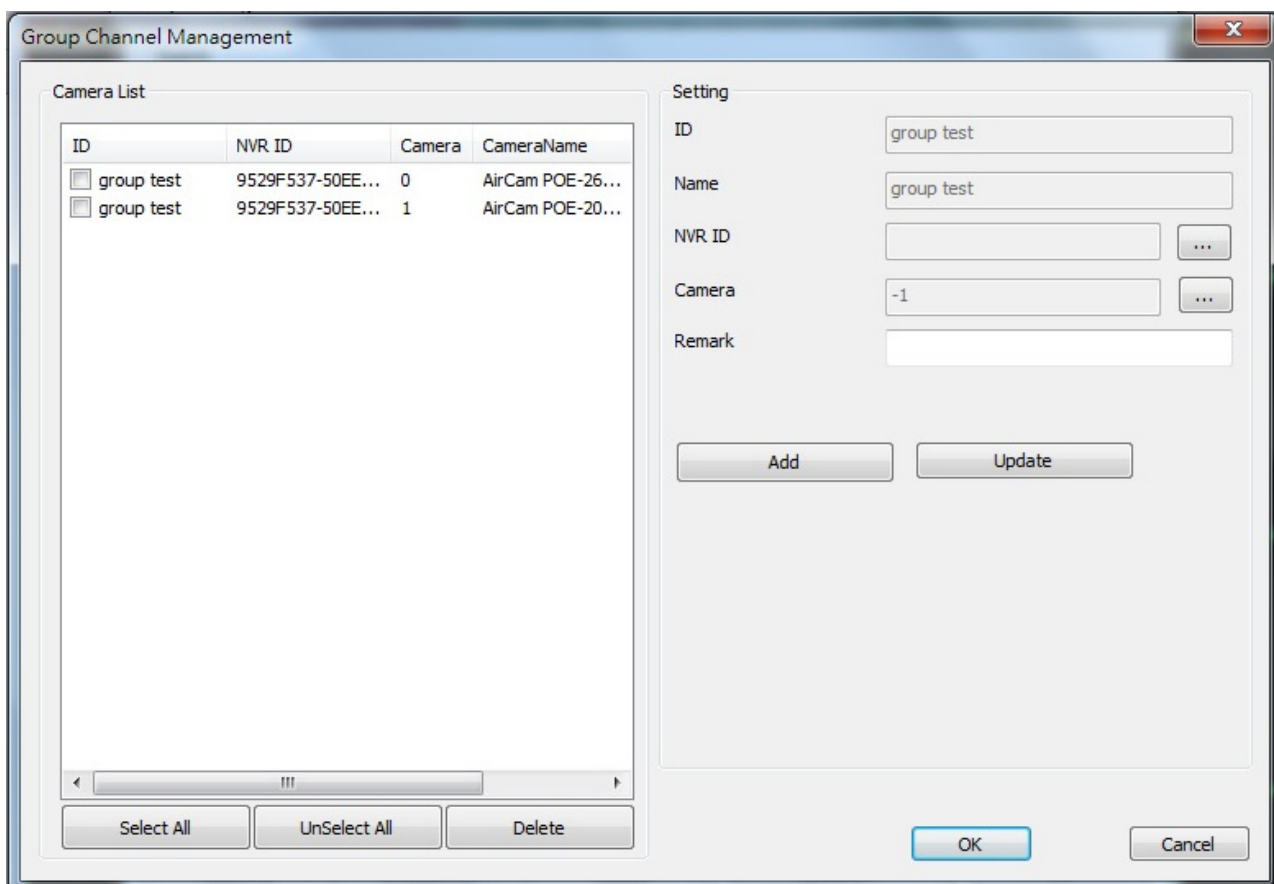 Group Channel Management
Camera List
ID NVR ID Camera CameraName
group test 9529F537-50EE... 0 AirCam POE-26...
group test 9529F537-50EE... 1 AirCam POE-20...
Select All UnSelect All Delete
Setting
ID group test
Name group test
NVR ID ...
Camera -1 ...
Remark
Add Update
OK Cancel